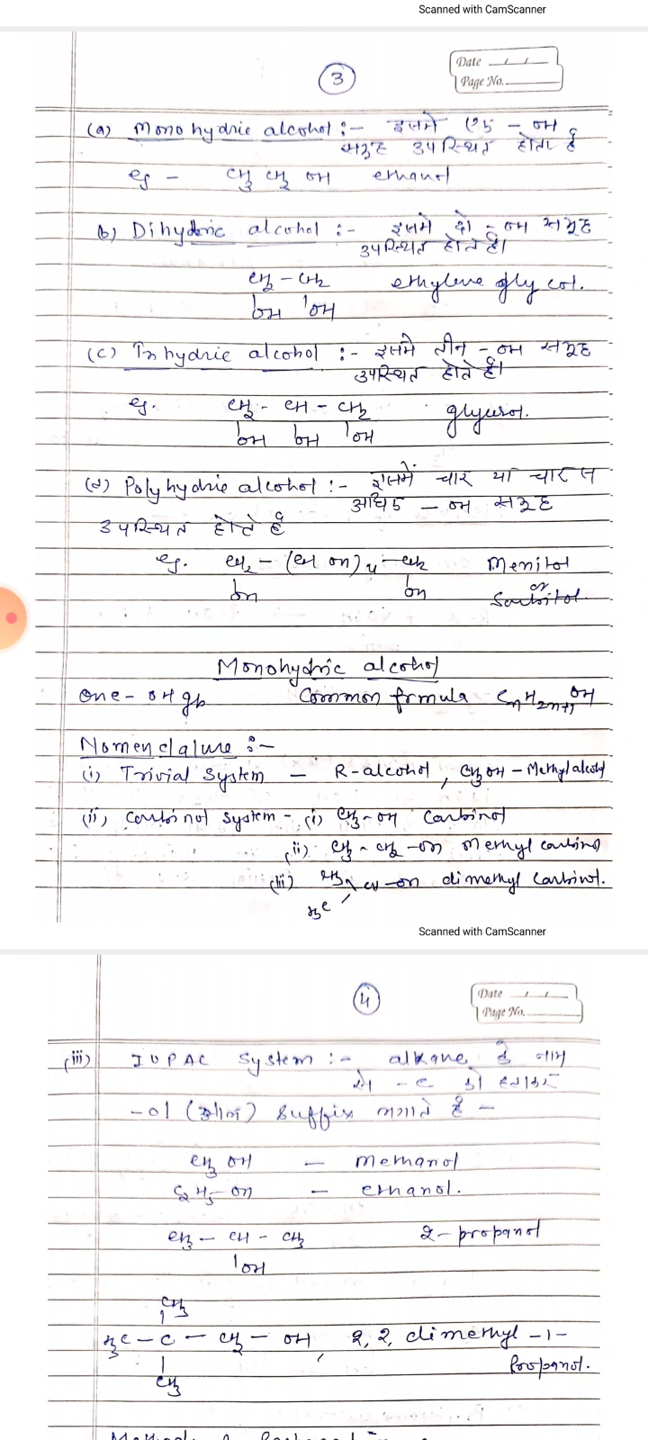 Scanned with CamScanner
3
Date
Page No.
(a) Monohydric alcohol :- इसमे एक - OH
समूह उपस्थित होता है
eg - CH3 CH2 OH ethanol
b) Dihydric alcohol :- इसमे दो - OH समूह
उपस्थित होते है।
CH2 - CH2 ethylene glycol.
OH OH
(c) Trihydric alcohol :- इसमे तीन - OH समूह
उपस्थित होते है।
eg. CH2 - CH - CH2 glycerol.
OH OH OH
(d) Polyhydric alcohol :- इसमें चार या चार से
अधिक - OH समूह
उपस्थित होते है
eg. CH2 - (CH OH)4 - CH2 Menitol
OH OH or
Sorbitol.
Monohydric alcohol
One - OH gp Common formula CnH2n+1 OH
Nomenclature :-
(i) Trivial System - R-alcohol, CH3OH - Methyl alcohol
(ii) Carbinol System - (i) CH3-OH Carbinol
(ii) CH3 - CH2 - OH methyl carbinol
(iii) CH3 CH-OH dimethyl carbinol.
H3C
Scanned with CamScanner
4
Date
Page No.
(iii) IUPAC System :- alkane के नाम
से -e को हटाकर
-ol (ऑल) suffix लगाते है -
CH3 OH - Methanol
C2H5-OH - ethanol.
CH3 - CH - CH3 2-propanol
OH
CH3
H3C - C - CH2 - OH, 2, 2, dimethyl -1-
Propanol.
CH3